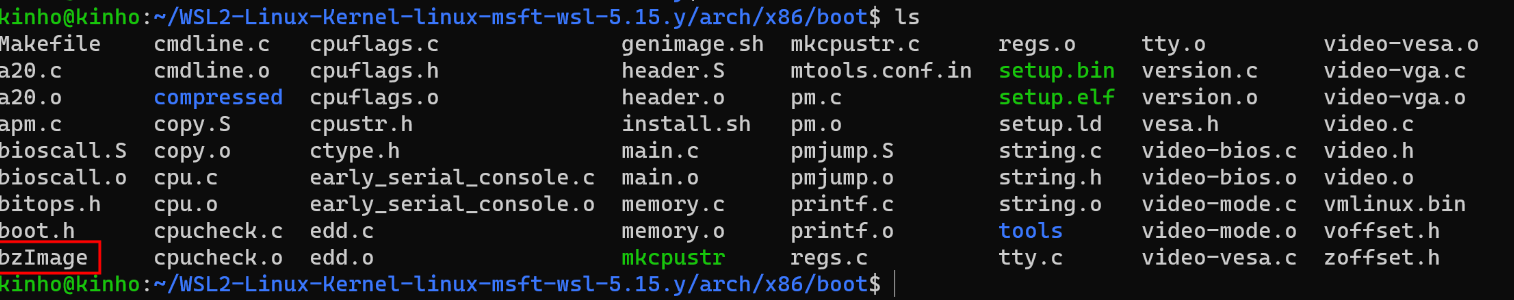 kinho@kinho:~/WSL2-Linux-Kernel-linux-msft-wsl-5.15.y/arch/x86/boot$ ls
Makefile cmdline.c cpuflags.c genimage.sh mkcpustr.c regs.o tty.o video-vesa.o
a20.c cmdline.o cpuflags.h header.S mtools.conf.in setup.bin version.c video-vga.c
a20.o compressed cpuflags.o header.o pm.c setup.elf version.o video-vga.o
apm.c copy.S cpustr.h install.sh pm.o setup.ld vesa.h video.c
bioscall.S copy.o ctype.h main.c pmjump.S string.c video-bios.c video.h
bioscall.o cpu.c early_serial_console.c main.o pmjump.o string.h video-bios.o video.o
bitops.h cpu.o early_serial_console.o memory.c printf.c string.o video-mode.c vmlinux.bin
boot.h cpucheck.c edd.c memory.o printf.o tools video-mode.o voffset.h
bzImage cpucheck.o edd.o mkcpustr regs.c tty.c video-vesa.c zoffset.h
kinho@kinho:~/WSL2-Linux-Kernel-linux-msft-wsl-5.15.y/arch/x86/boot$